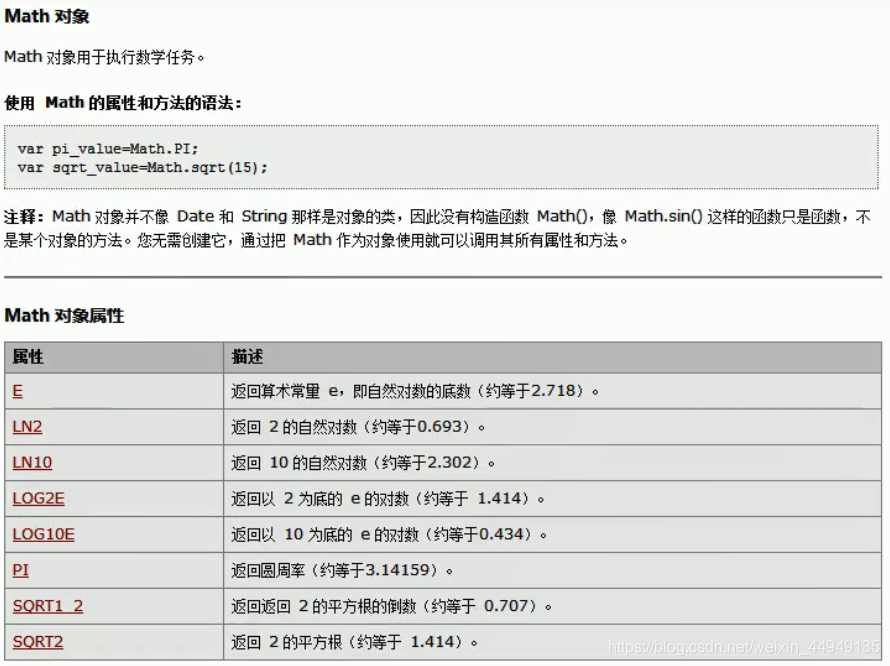 Math 对象
Math 对象用于执行数学任务。
使用 Math 的属性和方法的语法：
var pi_value=Math.PI;
var sqrt_value=Math.sqrt(15);
注释：Math 对象并不像 Date 和 String 那样是对象的类，因此没有构造函数 Math()，像 Math.sin() 这样的函数只是函数，不
是某个对象的方法。您无需创建它，通过把 Math 作为对象使用就可以调用其所有属性和方法。
Math 对象属性
属性 描述
E 返回算术常量 e，即自然对数的底数（约等于2.718）。
LN2 返回 2 的自然对数（约等于0.693）。
LN10 返回 10 的自然对数（约等于2.302）。
LOG2E 返回以 2 为底的 e 的对数（约等于 1.414）。
LOG10E 返回以 10 为底的 e 的对数（约等于0.434）。
PI 返回圆周率（约等于3.14159）。
SQRT1_2 返回返回 2 的平方根的倒数（约等于 0.707）。
SQRT2 返回 2 的平方根（约等于 1.414）。
https://blog.csdn.net/weixin_44949135